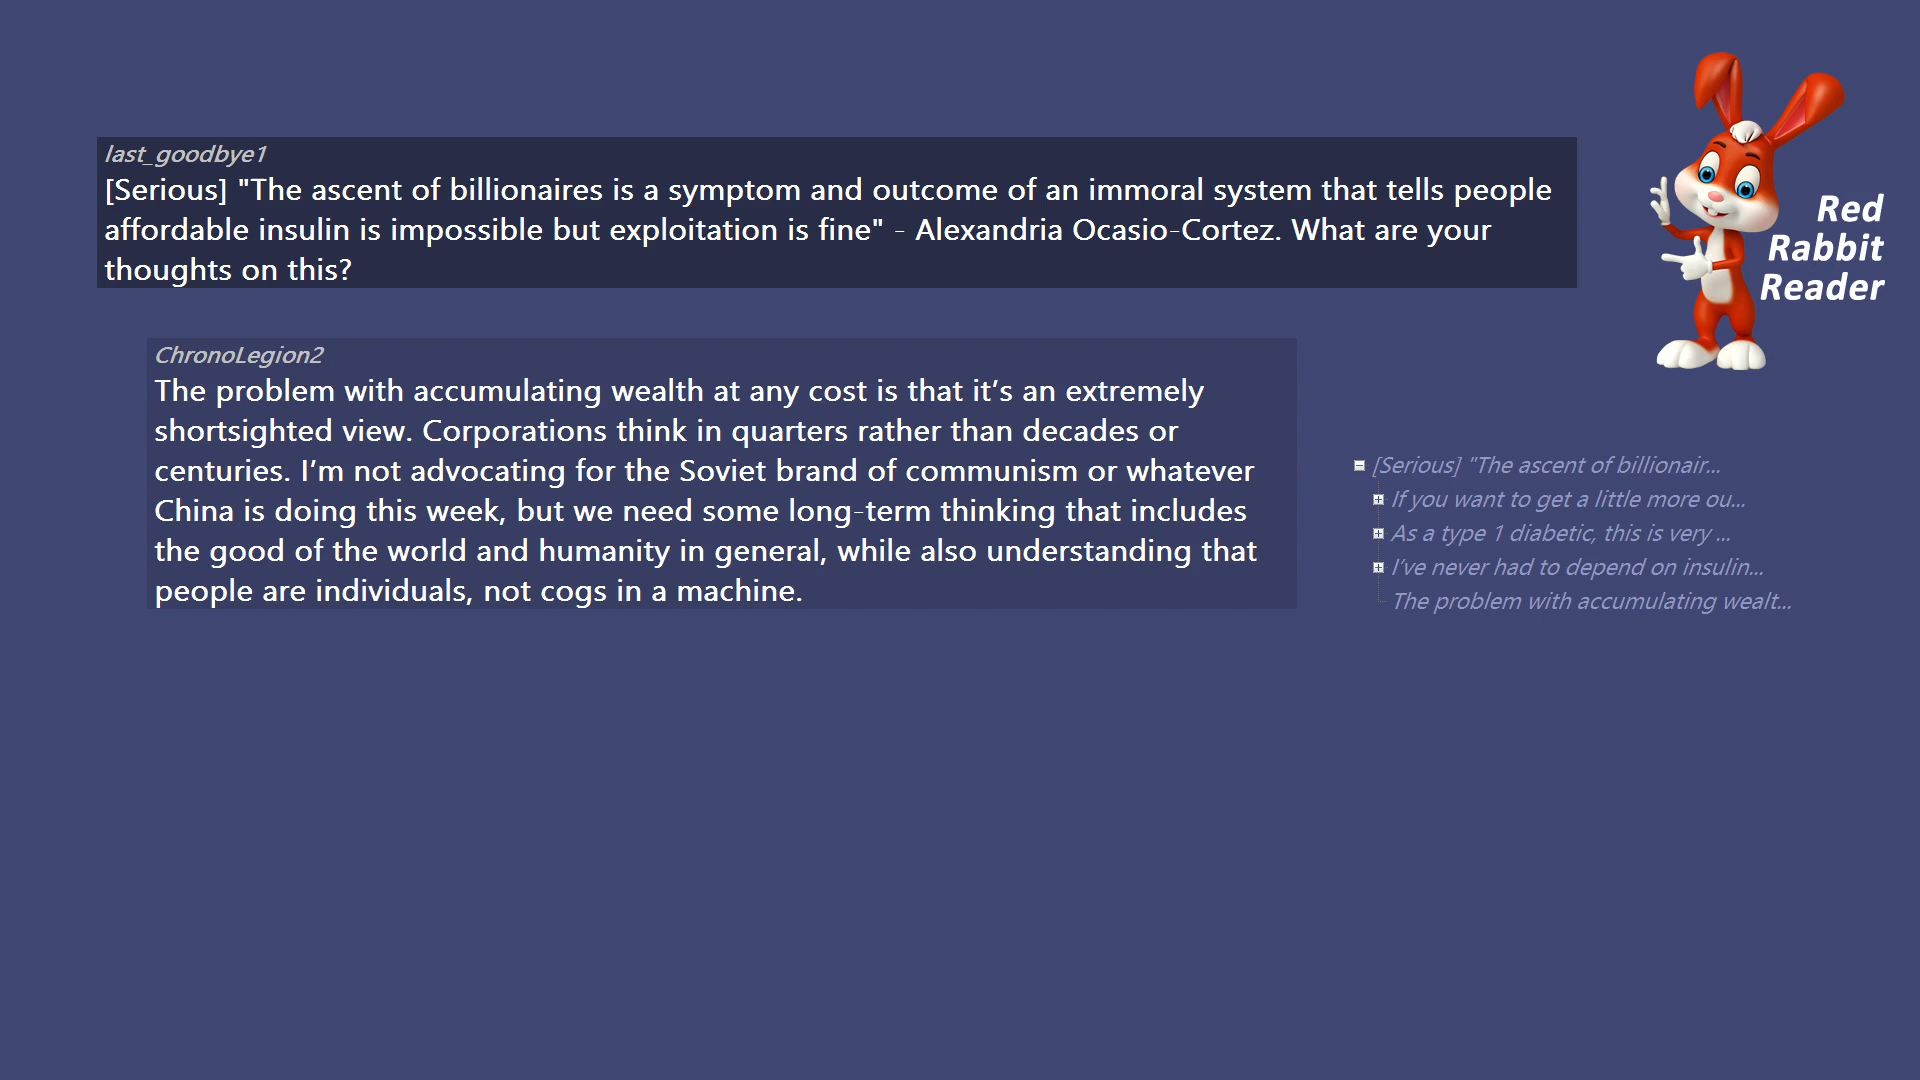 last_goodbye1
[Serious] "The ascent of billionaires is a symptom and outcome of an immoral system that tells people
affordable insulin is impossible but exploitation is fine" - Alexandria Ocasio-Cortez. What are your
thoughts on this?
Red
Rabbit
Reader
ChronoLegion2
The problem with accumulating wealth at any cost is that it’s an extremely
shortsighted view. Corporations think in quarters rather than decades or
centuries. I’m not advocating for the Soviet brand of communism or whatever
China is doing this week, but we need some long-term thinking that includes
the good of the world and humanity in general, while also understanding that
people are individuals, not cogs in a machine.
[Serious] "The ascent of billionair...
If you want to get a little more ou...
As a type 1 diabetic, this is very ...
I’ve never had to depend on insulin...
The problem with accumulating wealt...